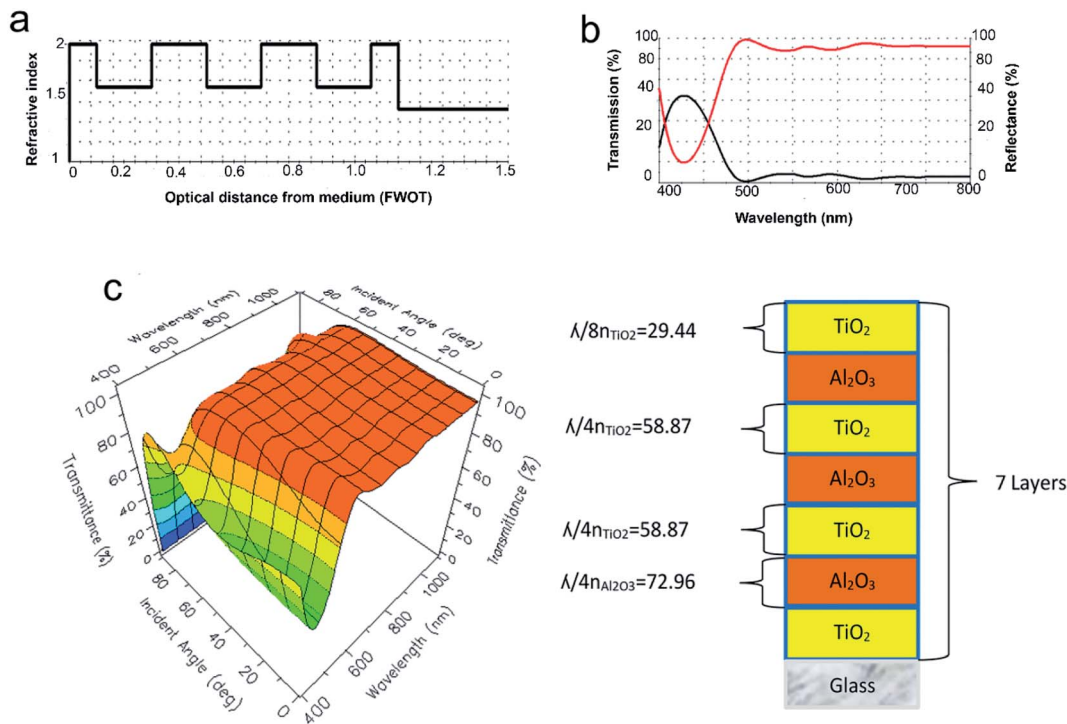 a
Refractive index
2
1.5
1
0 0.2 0.4 0.6 0.8 1.0 1.2 1.5
Optical distance from medium (FWOT)
b
Transmission (%)
100
80
40
20
0
400 500 600 700 800
Wavelength (nm)
100
80
40
20
0
Reflectance (%)
c
Wavelength (nm)
400 600 800 1000
Incident Angle (deg)
80 60 40 20 0
Transmittance (%)
100
80
60
40
20
0
Transmittance (%)
100
80
60
40
20
0
Incident Angle (deg)
80 60 40 20 0
Wavelength (nm)
400 600 800 1000
λ/8nTiO2=29.44
λ/4nTiO2=58.87
λ/4nTiO2=58.87
λ/4nAl2O3=72.96
TiO₂
Al₂O₃
TiO₂
Al₂O₃
TiO₂
Al₂O₃
TiO₂
Glass
7 Layers